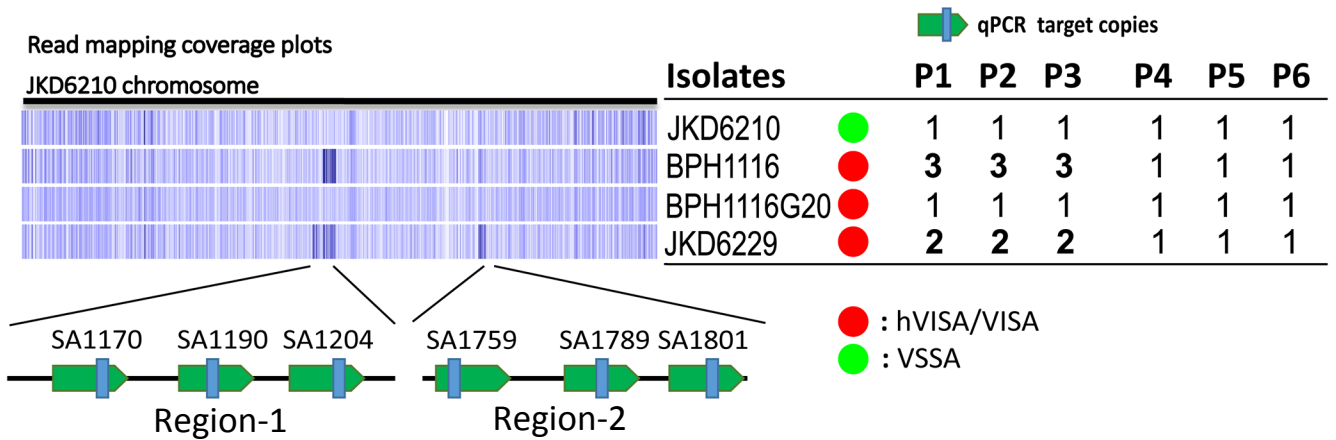 qPCR target copies
Read mapping coverage plots
JKD6210 chromosome
Isolates P1 P2 P3 P4 P5 P6
JKD6210 1 1 1 1 1 1
BPH1116 3 3 3 1 1 1
BPH1116G20 1 1 1 1 1 1
JKD6229 2 2 2 1 1 1
SA1170 SA1190 SA1204 SA1759 SA1789 SA1801
Region-1 Region-2
: hVISA/VISA
: VSSA